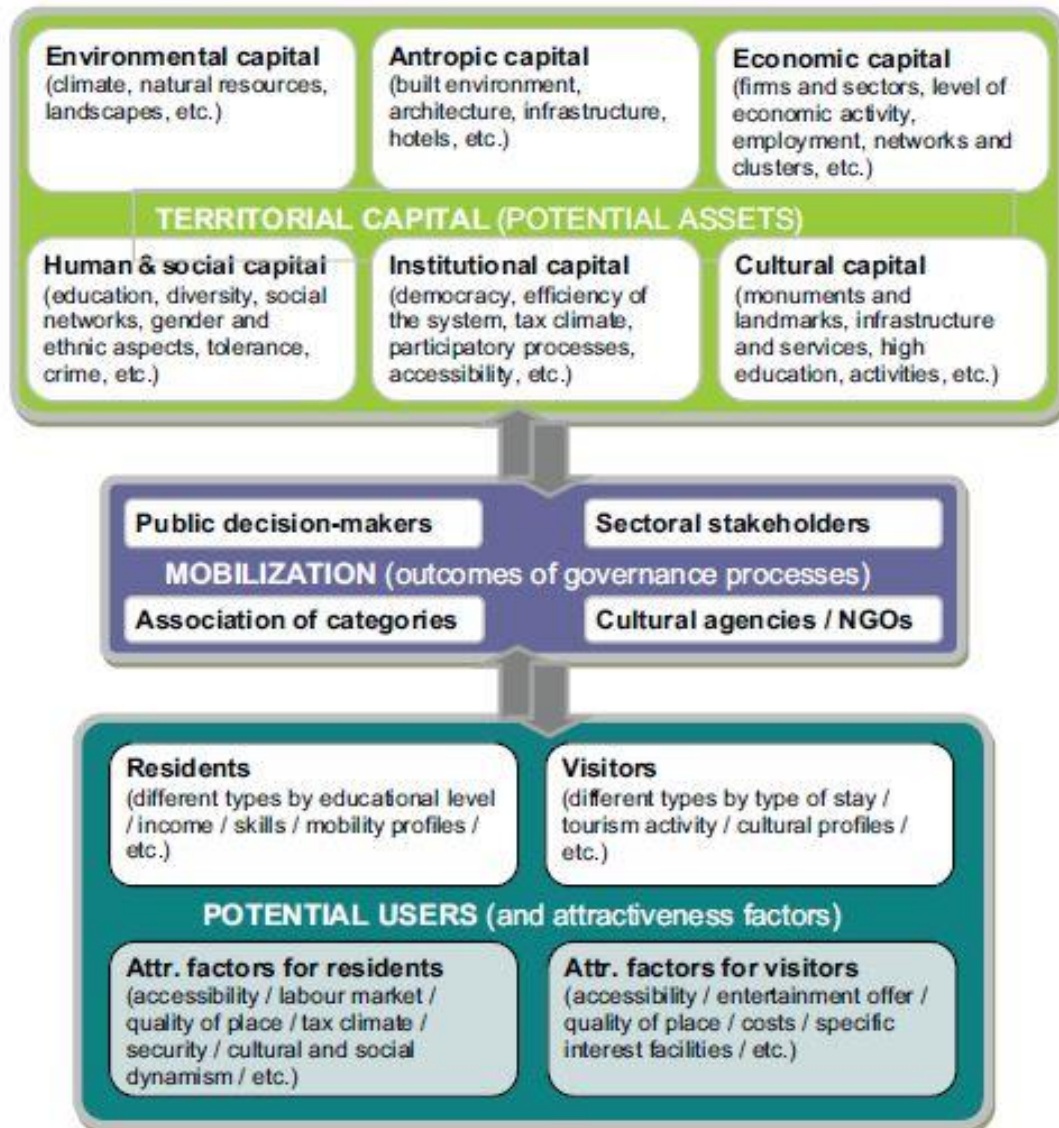 Environmental capital
(climate, natural resources,
landscapes, etc.)
Antropic capital
(built environment,
architecture, infrastructure,
hotels, etc.)
Economic capital
(firms and sectors, level of
economic activity,
employment, networks and
clusters, etc.)
TERRITORIAL CAPITAL (POTENTIAL ASSETS)
Human & social capital
(education, diversity, social
networks, gender and
ethnic aspects, tolerance,
crime, etc.)
Institutional capital
(democracy, efficiency of
the system, tax climate,
participatory processes,
accessibility, etc.)
Cultural capital
(monuments and
landmarks, infrastructure
and services, high
education, activities, etc.)
Public decision-makers
Sectoral stakeholders
MOBILIZATION (outcomes of governance processes)
Association of categories
Cultural agencies / NGOs
Residents
(different types by educational level
/ income / skills / mobility profiles /
etc.)
Visitors
(different types by type of stay /
tourism activity / cultural profiles /
etc.)
POTENTIAL USERS (and attractiveness factors)
Attr. factors for residents
(accessibility / labour market /
quality of place / tax climate /
security / cultural and social
dynamism / etc.)
Attr. factors for visitors
(accessibility / entertainment offer /
quality of place / costs / specific
interest facilities / etc.)